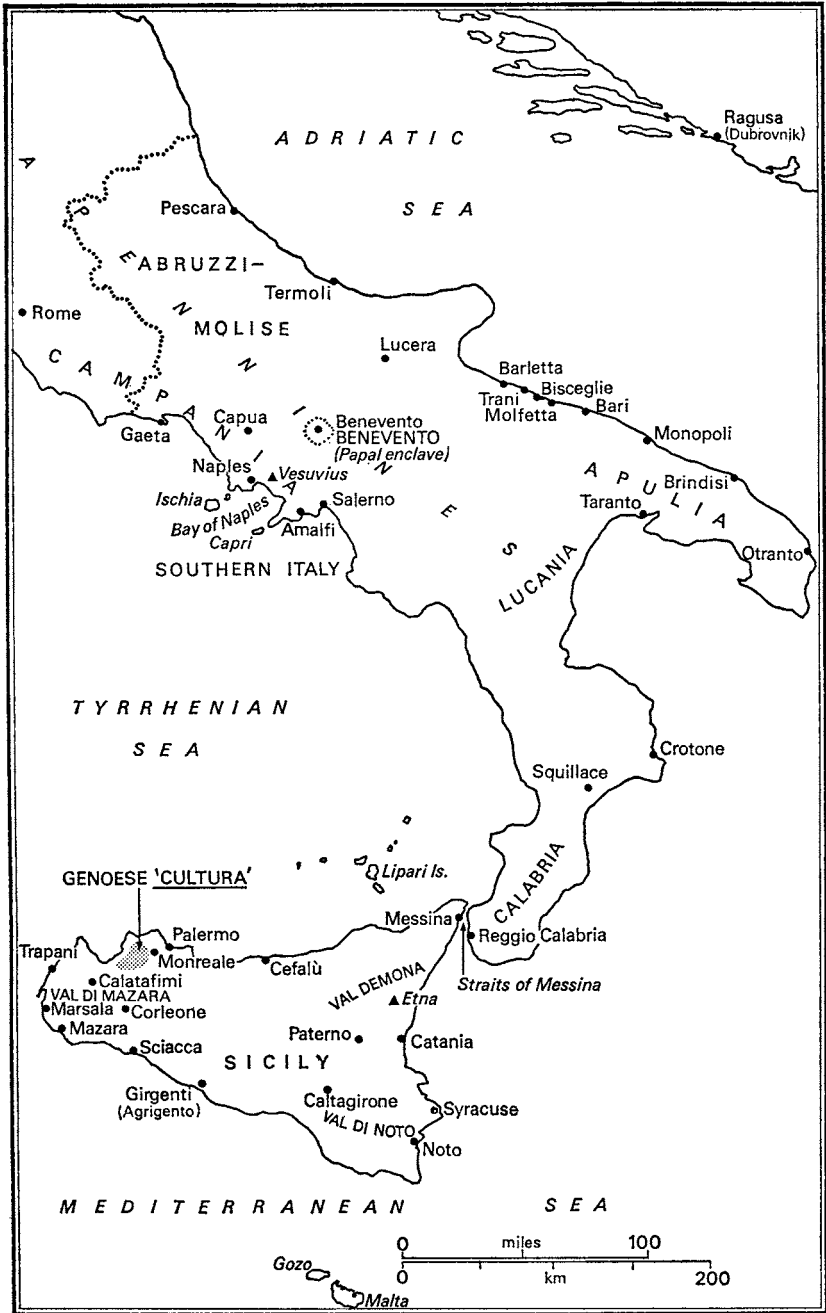 ADRIATIC
SEA
Ragusa
(Dubrovnik)
APENNINES
Pescara
ABRUZZI–
MOLISE
Termoli
Rome
CAMPANIA
Lucera
Barletta
Trani
Bisceglie
Molfetta
Bari
Gaeta
Capua
Benevento
BENEVENTO
(Papal enclave)
Monopoli
Naples
Vesuvius
APULIA
Brindisi
Ischia
Bay of Naples
Salerno
Taranto
Capri
Amalfi
Otranto
SOUTHERN ITALY
LUCANIA
TYRRHENIAN
SEA
Crotone
Squillace
Lipari Is.
GENOESE 'CULTURA'
CALABRIA
Messina
Reggio Calabria
Palermo
Trapani
Monreale
Cefalù
Straits of Messina
Calatafimi
VAL DEMONA
VAL DI MAZARA
Etna
Marsala
Corleone
Mazara
Paterno
Catania
Sciacca
SICILY
Girgenti
(Agrigento)
Caltagirone
Syracuse
VAL DI NOTO
Noto
MEDITERRANEAN SEA
0 miles 100
0 km 200
Gozo
Malta